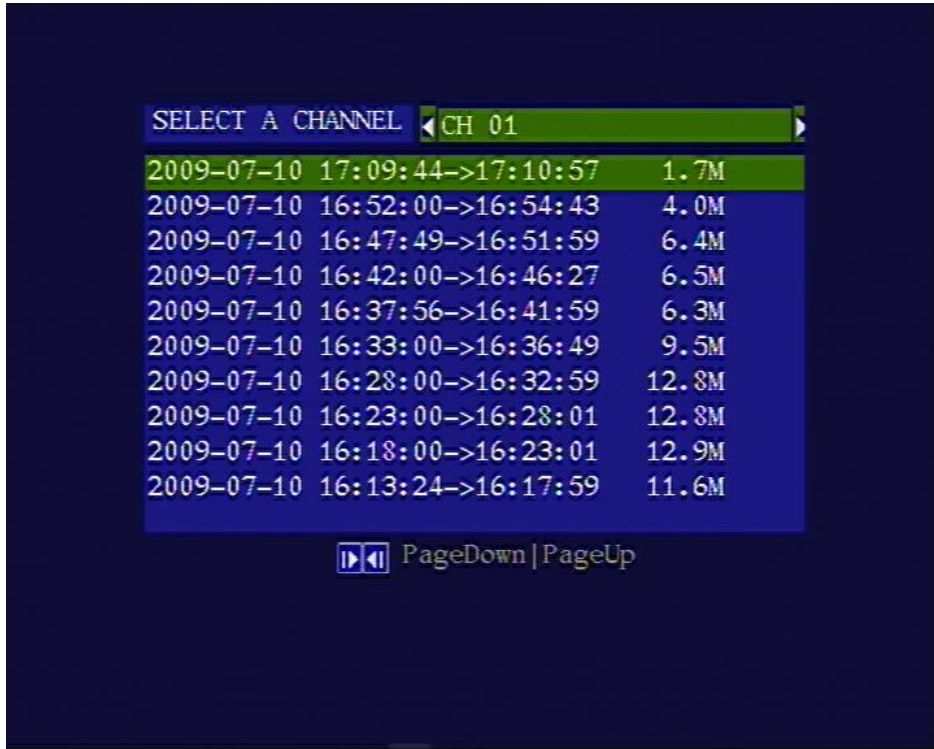 SELECT A CHANNEL CH 01
2009-07-10 17:09:44->17:10:57 1.7M
2009-07-10 16:52:00->16:54:43 4.0M
2009-07-10 16:47:49->16:51:59 6.4M
2009-07-10 16:42:00->16:46:27 6.5M
2009-07-10 16:37:56->16:41:59 6.3M
2009-07-10 16:33:00->16:36:49 9.5M
2009-07-10 16:28:00->16:32:59 12.8M
2009-07-10 16:23:00->16:28:01 12.8M
2009-07-10 16:18:00->16:23:01 12.9M
2009-07-10 16:13:24->16:17:59 11.6M
PageDown|PageUp